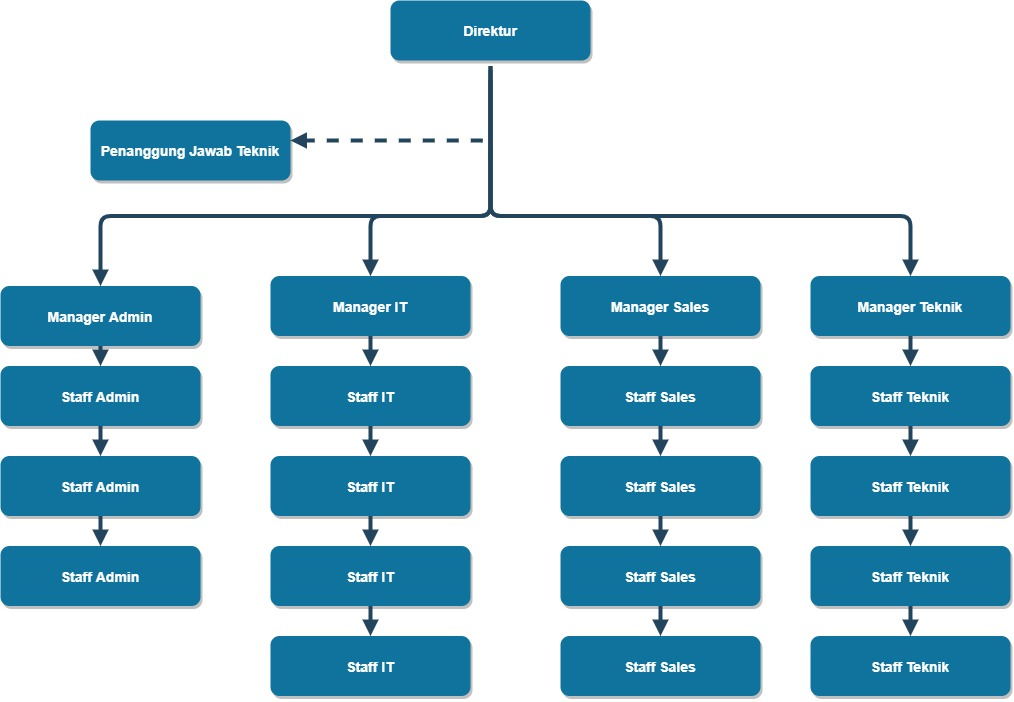 Direktur
Penanggung Jawab Teknik
Manager Admin
Manager IT
Manager Sales
Manager Teknik
Staff Admin
Staff IT
Staff Sales
Staff Teknik
Staff Admin
Staff IT
Staff Sales
Staff Teknik
Staff Admin
Staff IT
Staff Sales
Staff Teknik
Staff IT
Staff Sales
Staff Teknik